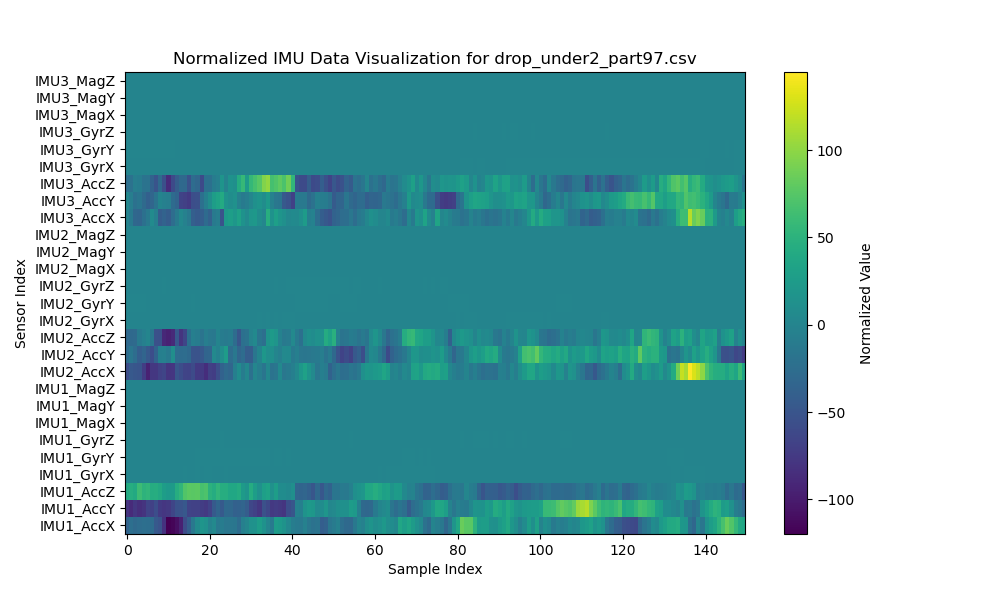 Normalized IMU Data Visualization for drop_under2_part97.csv
IMU3_MagZ
IMU3_MagY
IMU3_MagX
IMU3_GyrZ
IMU3_GyrY
IMU3_GyrX
IMU3_AccZ
IMU3_AccY
IMU3_AccX
IMU2_MagZ
IMU2_MagY
IMU2_MagX
IMU2_GyrZ
IMU2_GyrY
IMU2_GyrX
IMU2_AccZ
IMU2_AccY
IMU2_AccX
IMU1_MagZ
IMU1_MagY
IMU1_MagX
IMU1_GyrZ
IMU1_GyrY
IMU1_GyrX
IMU1_AccZ
IMU1_AccY
IMU1_AccX
Sensor Index
0 20 40 60 80 100 120 140
Sample Index
100
50
0
−50
−100
Normalized Value